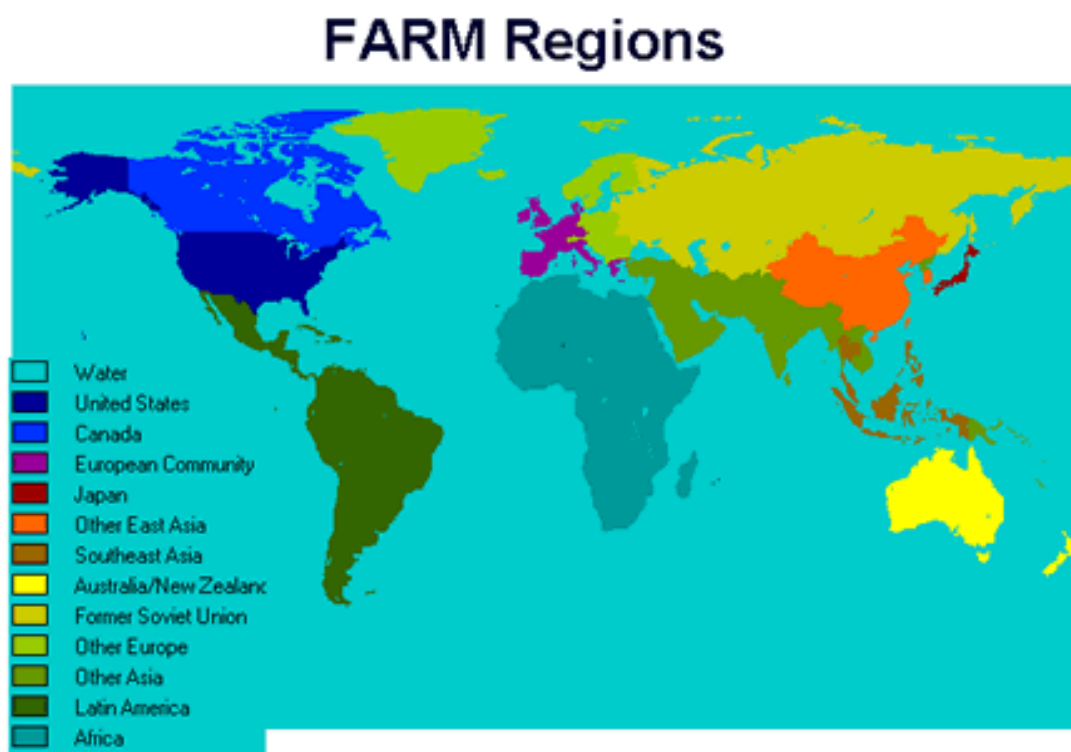 FARM Regions
Water
United States
Canada
European Community
Japan
Other East Asia
Southeast Asia
Australia/New Zealand
Former Soviet Union
Other Europe
Other Asia
Latin America
Africa